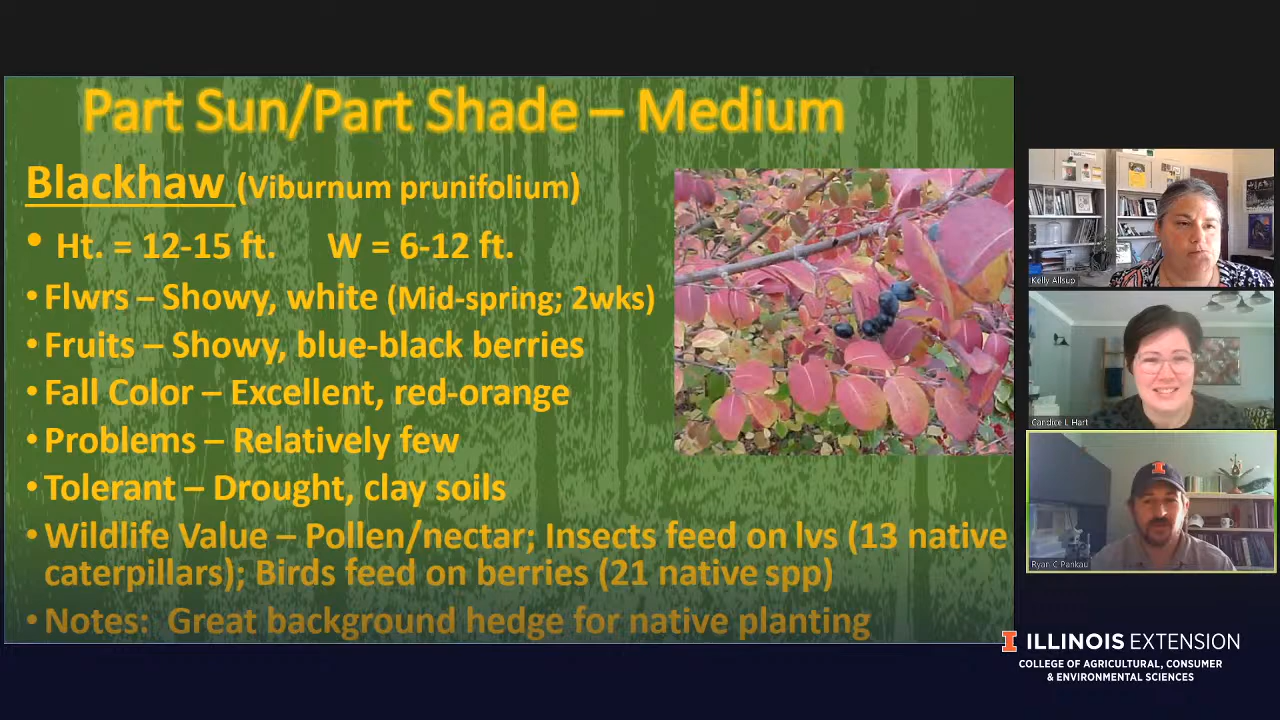 Part Sun/Part Shade – Medium
Blackhaw (Viburnum prunifolium)
• Ht. = 12-15 ft. W = 6-12 ft.
• Flwrs – Showy, white (Mid-spring; 2wks)
• Fruits – Showy, blue-black berries
• Fall Color – Excellent, red-orange
• Problems – Relatively few
• Tolerant – Drought, clay soils
• Wildlife Value – Pollen/nectar; Insects feed on lvs (13 native
caterpillars); Birds feed on berries (21 native spp)
• Notes: Great background hedge for native planting
Kelly Allsup
Candice L Hart
Ryan C Pankau
I ILLINOIS EXTENSION
COLLEGE OF AGRICULTURAL, CONSUMER
& ENVIRONMENTAL SCIENCES